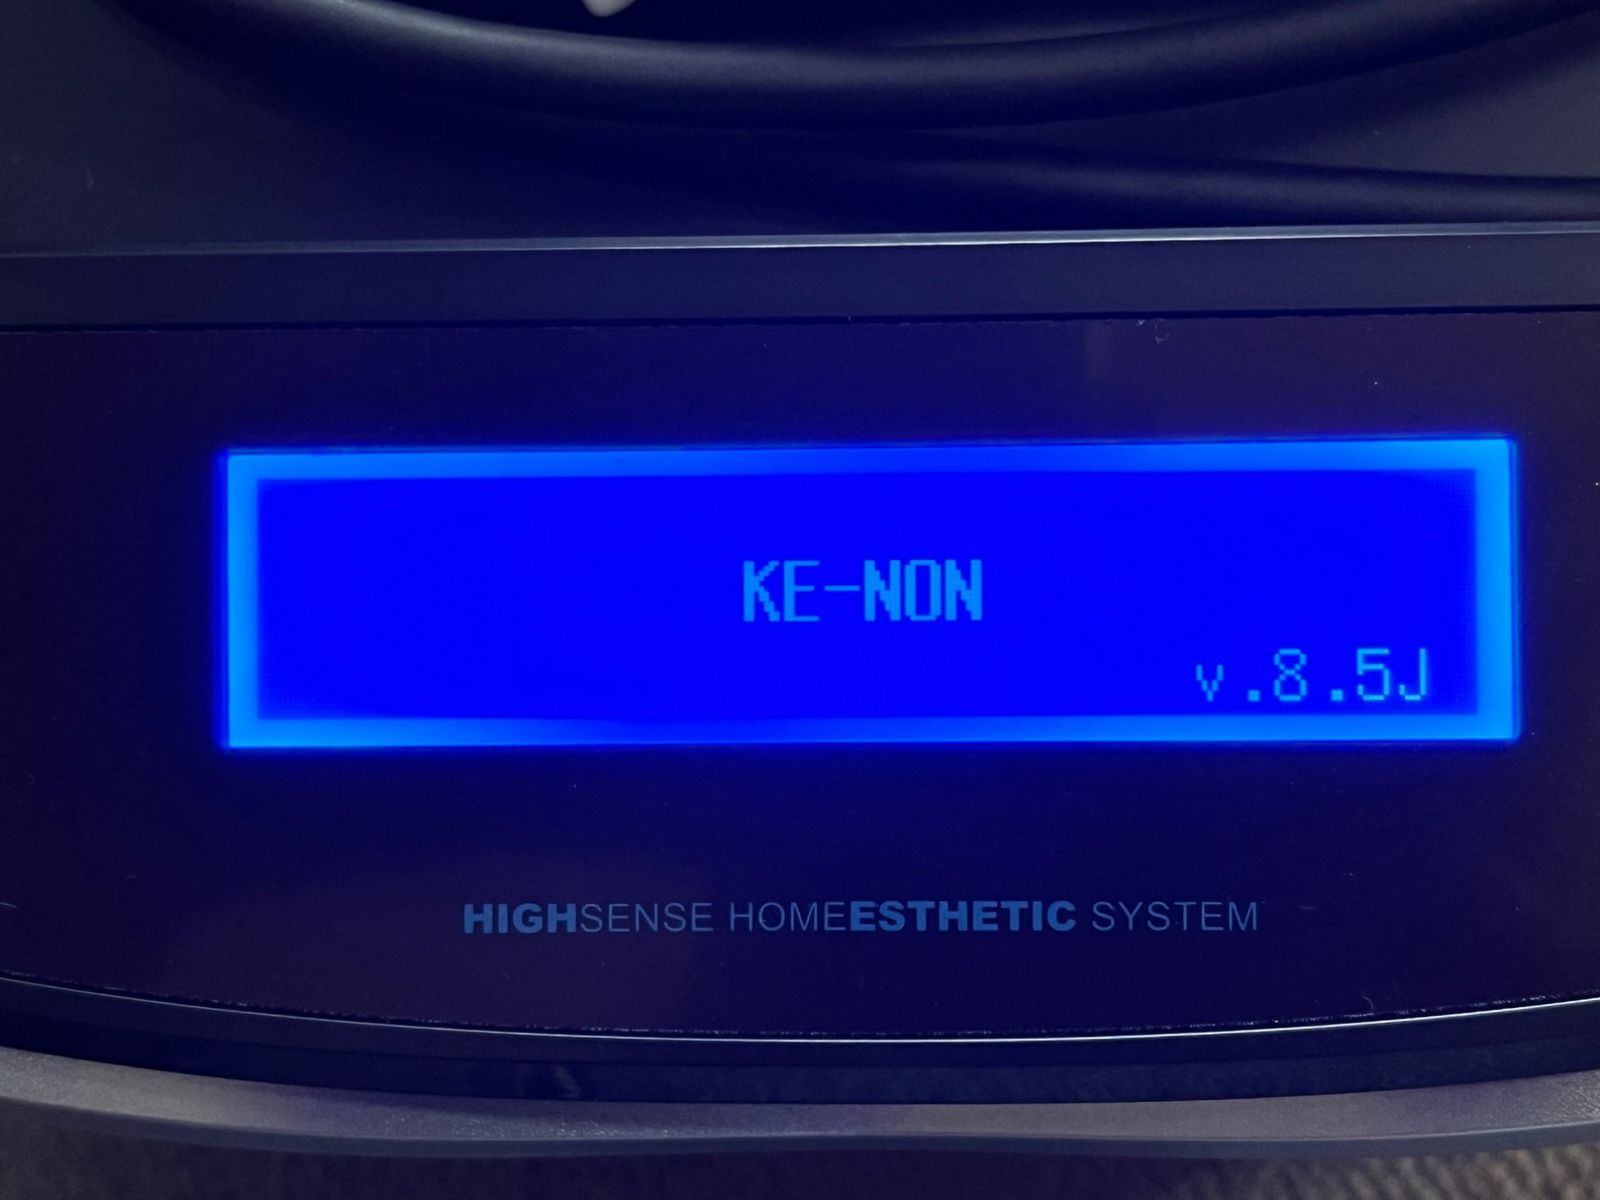 KE-NON
v.8.5J
HIGHSENSE HOMEESTHETIC SYSTEM